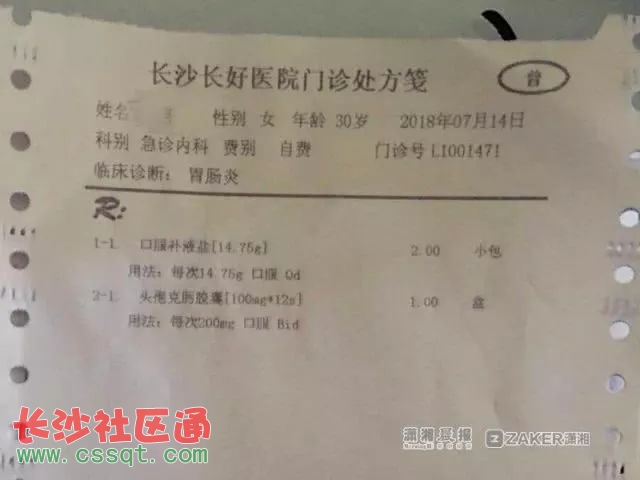 长沙长好医院门诊处方笺
普
姓名 性别 女 年龄 30岁 2018年07月14日
科别 急诊内科 费别 自费 门诊号 LI001471
临床诊断: 胃肠炎
R:
1-1 口服补液盐[14.75g] 2.00 小包
用法: 每次14.75g 口服 Qd
2-1 头孢克肟胶囊[100mg*12s] 1.00 盒
用法: 每次200mg 口服 Bid
长沙社区通
www.cssqt.com
潇湘晨报 ZAKER潇湘